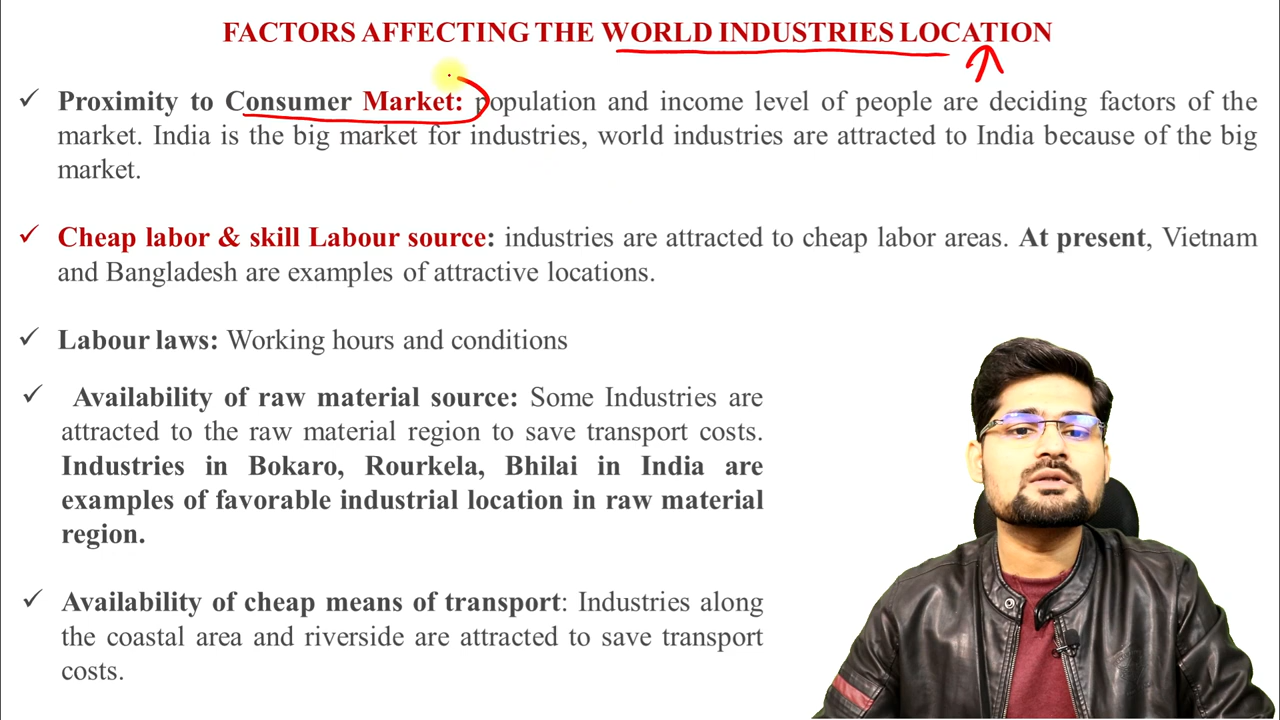 FACTORS AFFECTING THE WORLD INDUSTRIES LOCATION
✓ Proximity to Consumer Market: population and income level of people are deciding factors of the
market. India is the big market for industries, world industries are attracted to India because of the big
market.
✓ Cheap labor & skill Labour source: industries are attracted to cheap labor areas. At present, Vietnam
and Bangladesh are examples of attractive locations.
✓ Labour laws: Working hours and conditions
✓ Availability of raw material source: Some Industries are
attracted to the raw material region to save transport costs.
Industries in Bokaro, Rourkela, Bhilai in India are
examples of favorable industrial location in raw material
region.
✓ Availability of cheap means of transport: Industries along
the coastal area and riverside are attracted to save transport
costs.